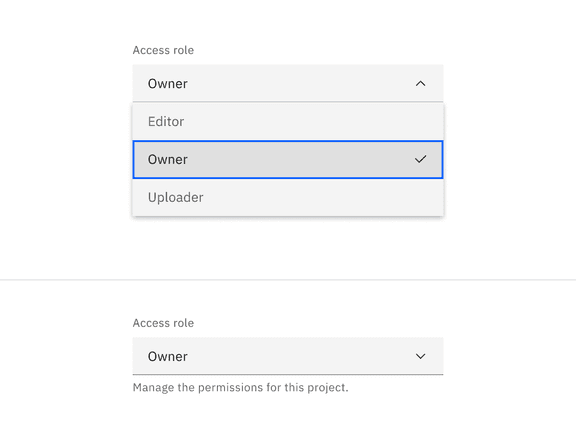 Access role
Owner
Editor
Owner
Uploader
Access role
Owner
Manage the permissions for this project.